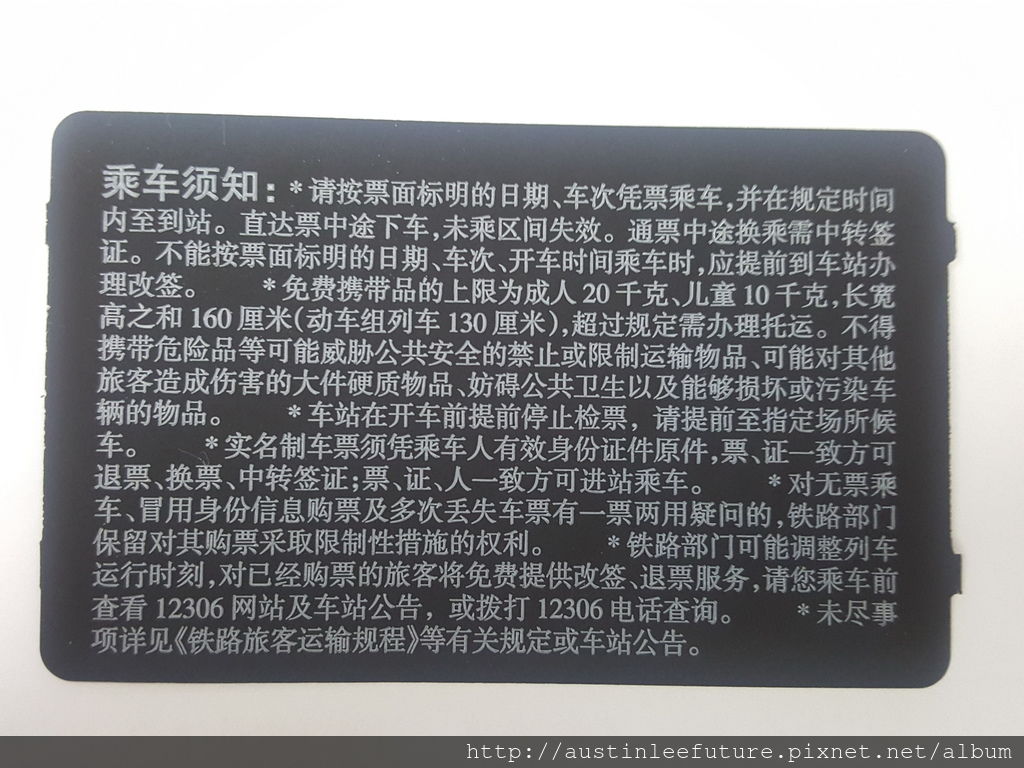 乘车须知：*请按票面标明的日期、车次凭票乘车，并在规定时间
内至到站。直达票中途下车，未乘区间失效。通票中途换乘需中转签
证。不能按票面标明的日期、车次、开车时间乘车时，应提前到车站办
理改签。 *免费携带品的上限为成人20千克、儿童10千克，长宽
高之和160厘米（动车组列车130厘米），超过规定需办理托运。不得
携带危险品等可能威胁公共安全的禁止或限制运输物品、可能对其他
旅客造成伤害的大件硬质物品、妨碍公共卫生以及能够损坏或污染车
辆的物品。 *车站在开车前提前停止检票，请提前至指定场所候
车。 *实名制车票须凭乘车人有效身份证件原件，票、证一致方可
退票、换票、中转签证；票、证、人一致方可进站乘车。 *对无票乘
车、冒用身份信息购票及多次丢失车票有一票两用疑问的，铁路部门
保留对其购票采取限制性措施的权利。 *铁路部门可能调整列车
运行时刻，对已经购票的旅客将免费提供改签、退票服务，请您乘车前
查看12306网站及车站公告，或拨打12306电话查询。 *未尽事
项详见《铁路旅客运输规程》等有关规定或车站公告。
http://austinleefuture.pixnet.net/album